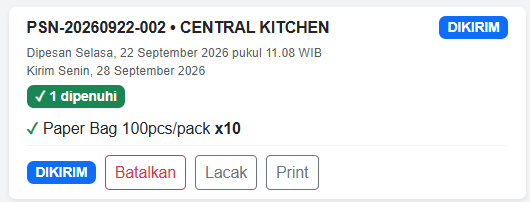 PSN-20260922-002 • CENTRAL KITCHEN DIKIRIM
Dipesan Selasa, 22 September 2026 pukul 11.08 WIB
Kirim Senin, 28 September 2026
✓ 1 dipenuhi
✓ Paper Bag 100pcs/pack x10
DIKIRIM Batalkan Lacak Print